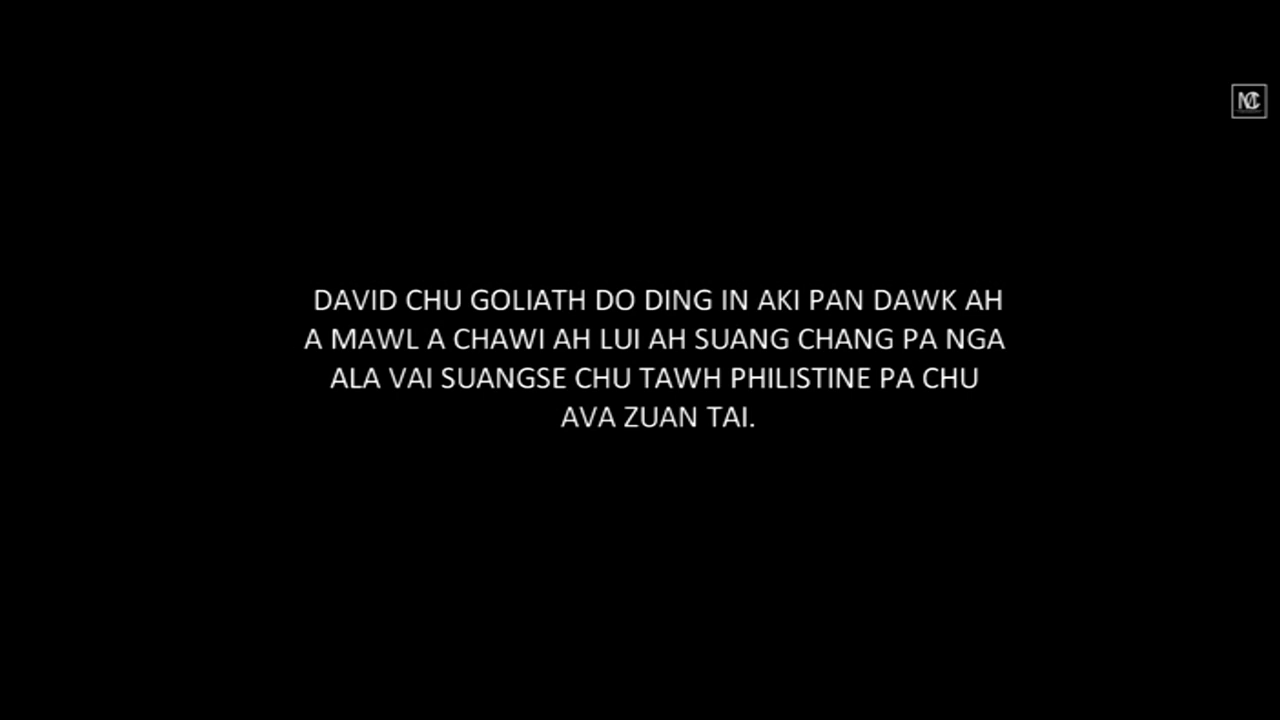 DAVID CHU GOLIATH DO DING IN AKI PAN DAWK AH
A MAWL A CHAWI AH LUI AH SUANG CHANG PA NGA
ALA VAI SUANGSE CHU TAWH PHILISTINE PA CHU
AVA ZUAN TAI.